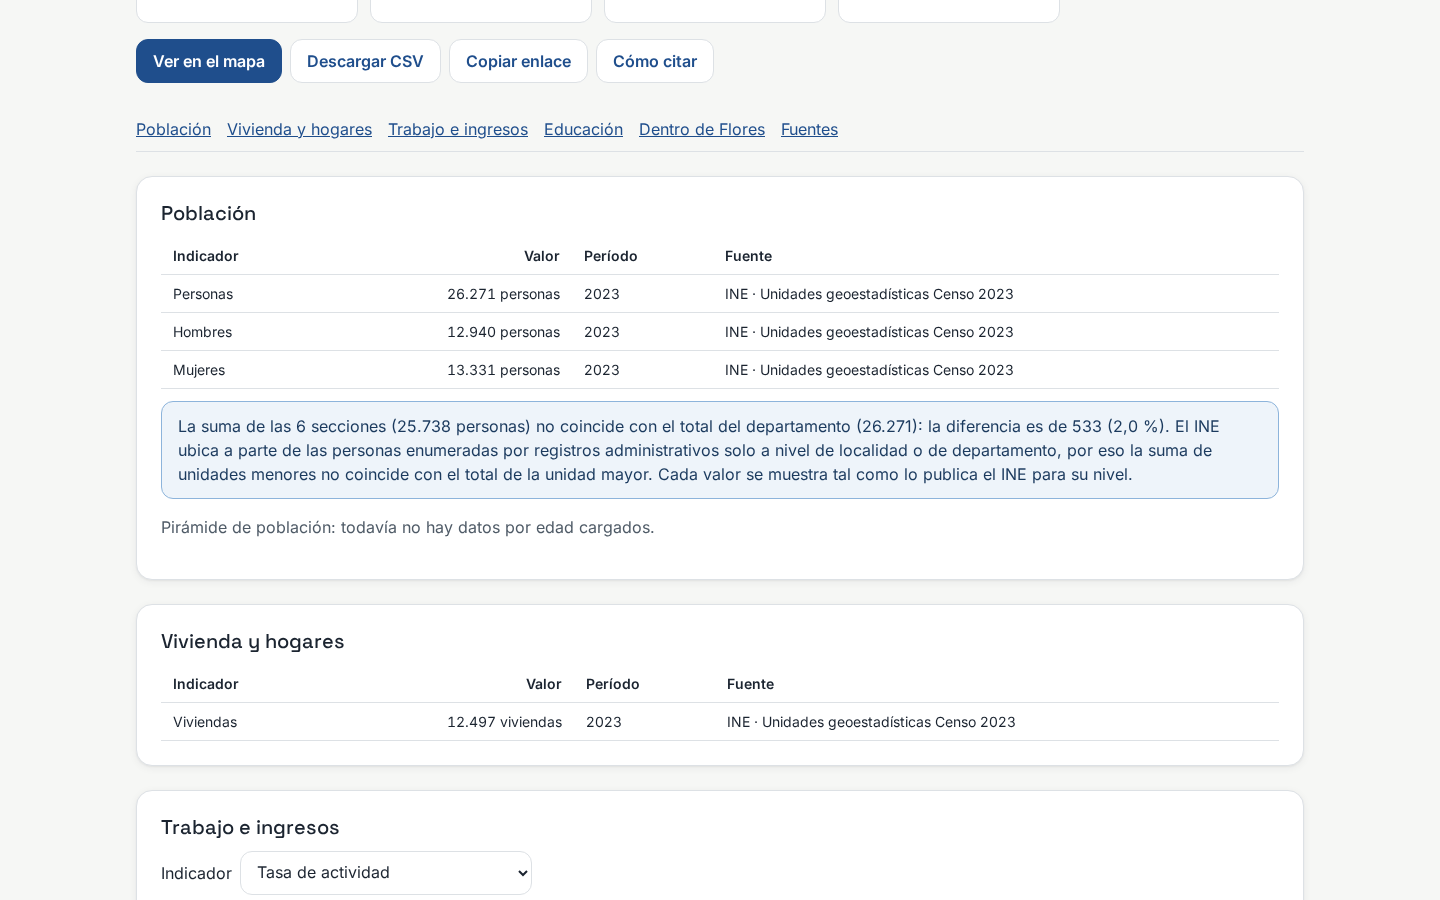 Ver en el mapa Descargar CSV Copiar enlace Cómo citar
Población Vivienda y hogares Trabajo e ingresos Educación Dentro de Flores Fuentes
Población
Indicador Valor Período Fuente
Personas 26.271 personas 2023 INE · Unidades geoestadísticas Censo 2023
Hombres 12.940 personas 2023 INE · Unidades geoestadísticas Censo 2023
Mujeres 13.331 personas 2023 INE · Unidades geoestadísticas Censo 2023
La suma de las 6 secciones (25.738 personas) no coincide con el total del departamento (26.271): la diferencia es de 533 (2,0 %). El INE
ubica a parte de las personas enumeradas por registros administrativos solo a nivel de localidad o de departamento, por eso la suma de
unidades menores no coincide con el total de la unidad mayor. Cada valor se muestra tal como lo publica el INE para su nivel.
Pirámide de población: todavía no hay datos por edad cargados.
Vivienda y hogares
Indicador Valor Período Fuente
Viviendas 12.497 viviendas 2023 INE · Unidades geoestadísticas Censo 2023
Trabajo e ingresos
Indicador Tasa de actividad